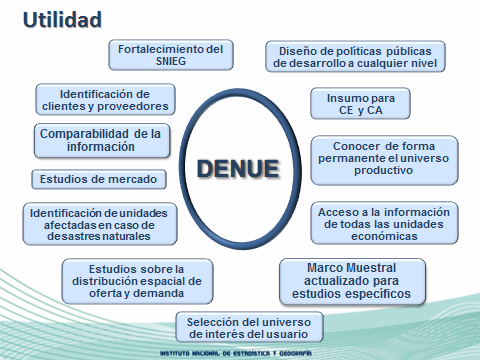 Utilidad
Fortalecimiento del
SNIEG
Diseño de políticas públicas
de desarrollo a cualquier nivel
Identificación de
clientes y proveedores
Insumo para
CE y CA
Comparabilidad de la
información
DENUE
Conocer de forma
permanente el universo
productivo
Estudios de mercado
Identificación de unidades
afectadas en caso de
desastres naturales
Acceso a la información
de todas las unidades
económicas
Estudios sobre la
distribución espacial de
oferta y demanda
Marco Muestral
actualizado para
estudios específicos
Selección del universo
de interés del usuario
INSTITUTO NACIONAL DE ESTADÍSTICA Y GEOGRAFÍA